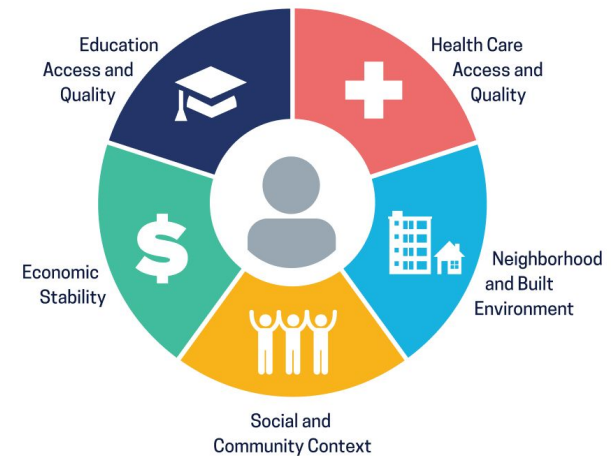 Education
Access and
Quality
Health Care
Access and
Quality
Economic
Stability
Neighborhood
and Built
Environment
Social and
Community Context